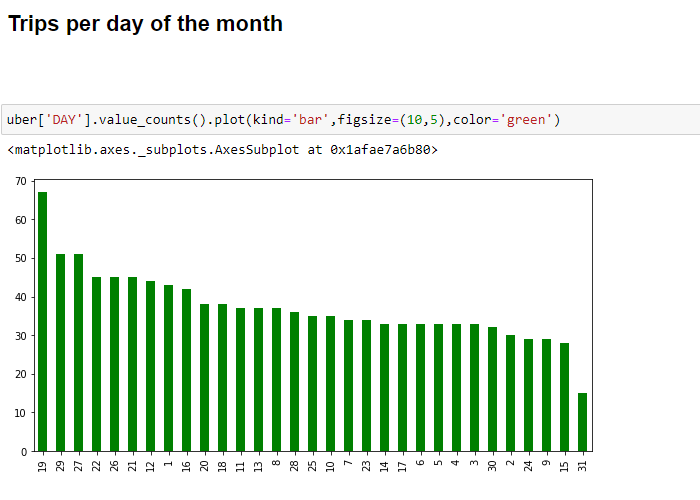 Trips per day of the month
uber['DAY'].value_counts().plot(kind='bar',figsize=(10,5),color='green')
<matplotlib.axes._subplots.AxesSubplot at 0x1afae7a6b80>
70
60
50
40
30
20
10
0
19 29 27 22 26 21 12 1 16 20 18 11 13 8 28 25 10 7 23 14 17 6 5 4 3 30 2 24 9 15 31